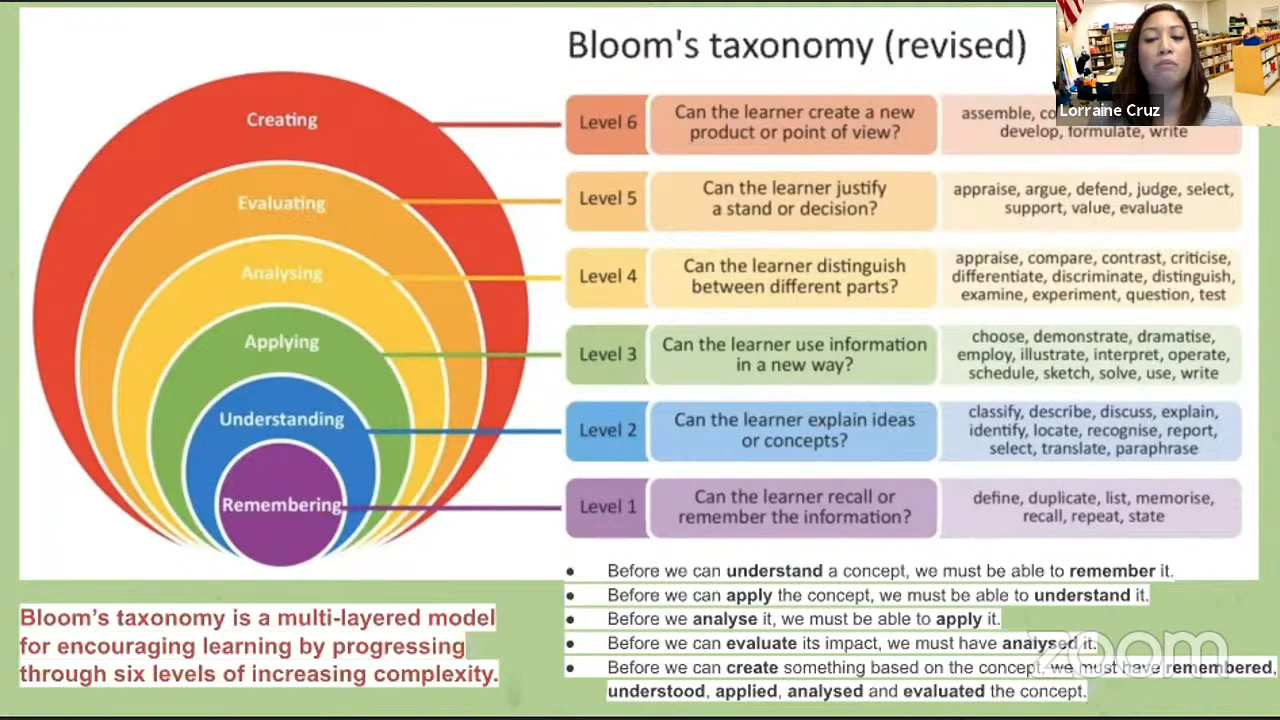 Bloom's taxonomy (revised)
Lorraine Cruz
Creating
Evaluating
Analysing
Applying
Understanding
Remembering
Level 6
Can the learner create a new
product or point of view?
assemble,
develop, formulate, write
Level 5
Can the learner justify
a stand or decision?
appraise, argue, defend, judge, select,
support, value, evaluate
Level 4
Can the learner distinguish
between different parts?
appraise, compare, contrast, criticise,
differentiate, discriminate, distinguish,
examine, experiment, question, test
Level 3
Can the learner use information
in a new way?
choose, demonstrate, dramatise,
employ, illustrate, interpret, operate,
schedule, sketch, solve, use, write
Level 2
Can the learner explain ideas
or concepts?
classify, describe, discuss, explain,
identify, locate, recognise, report,
select, translate, paraphrase
Level 1
Can the learner recall or
remember the information?
define, duplicate, list, memorise,
recall, repeat, state
Bloom's taxonomy is a multi-layered model
for encouraging learning by progressing
through six levels of increasing complexity.
● Before we can understand a concept, we must be able to remember it.
● Before we can apply the concept, we must be able to understand it.
● Before we analyse it, we must be able to apply it.
● Before we can evaluate its impact, we must have analysed it.
● Before we can create something based on the concept, we must have remembered,
understood, applied, analysed and evaluated the concept.
zoom